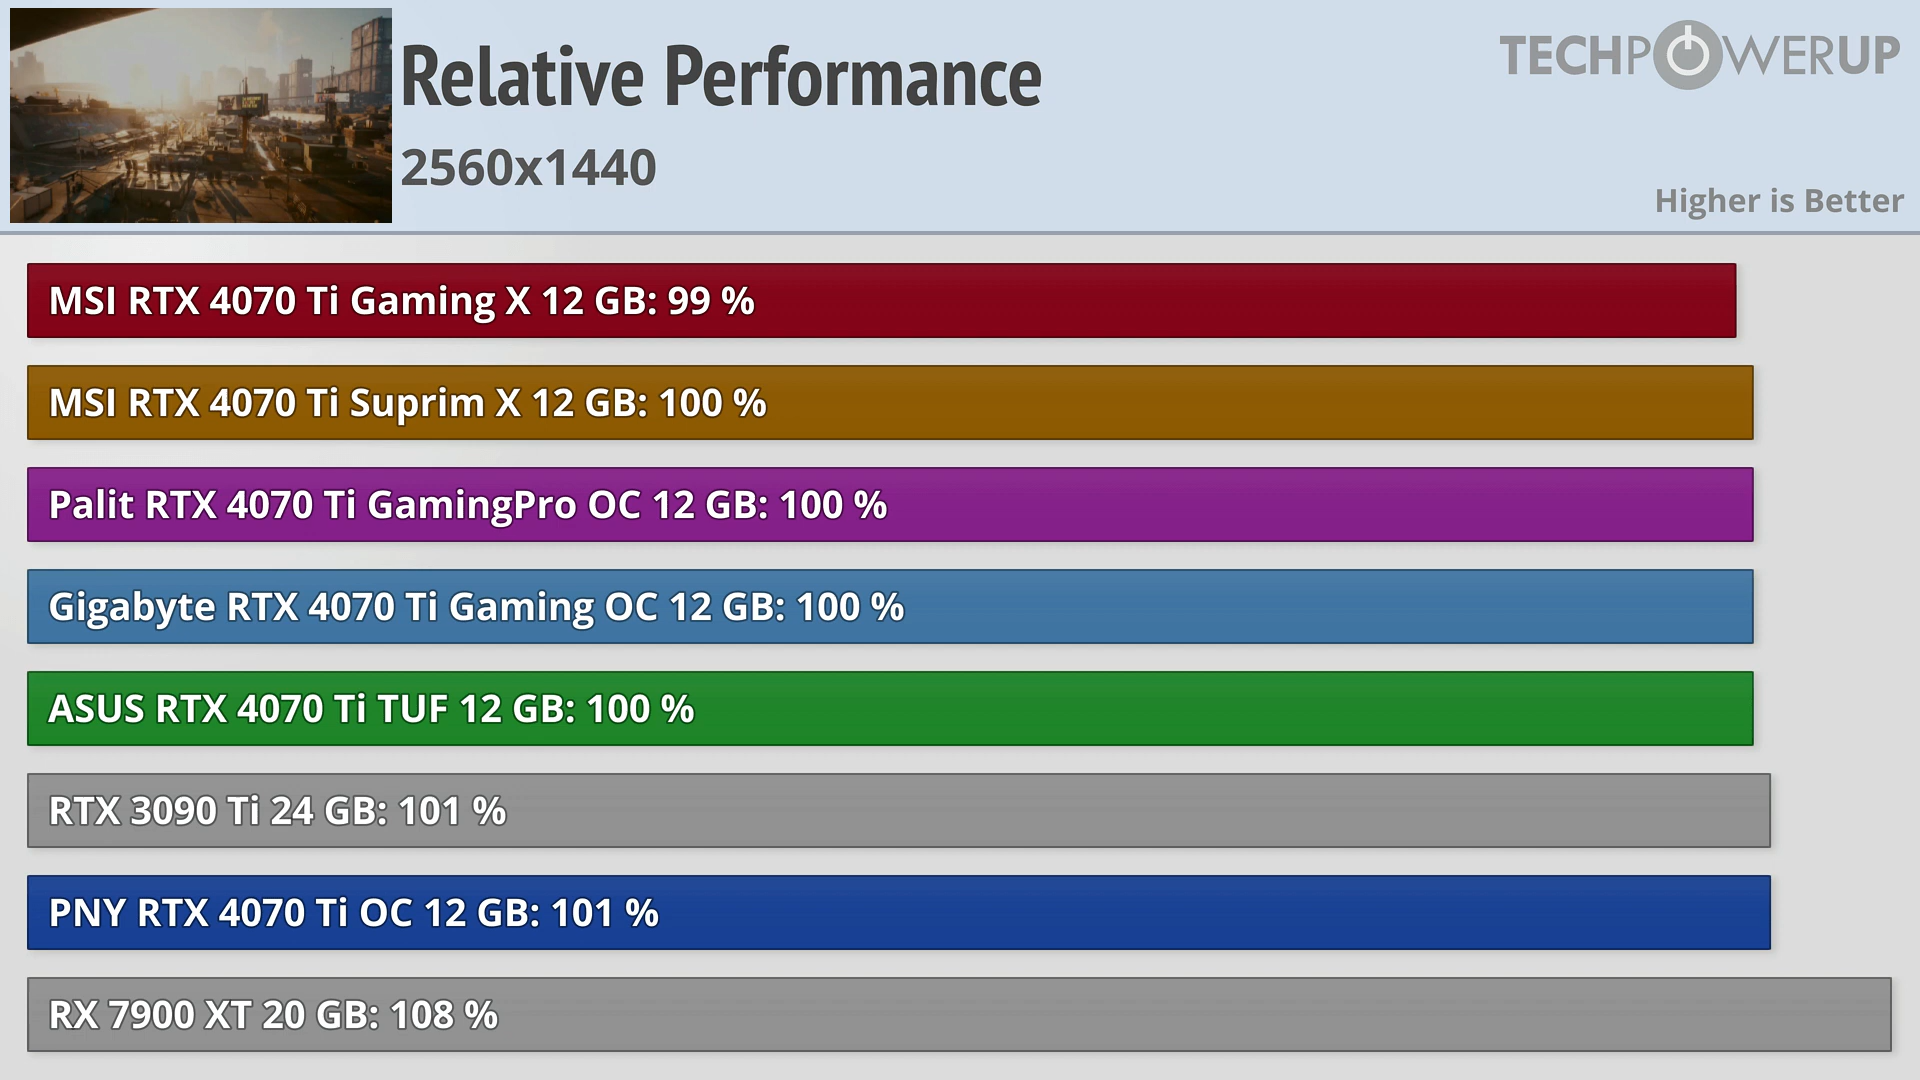 Relative Performance
TECHPOWERUP
2560x1440
Higher is Better
MSI RTX 4070 Ti Gaming X 12 GB: 99 %
MSI RTX 4070 Ti Suprim X 12 GB: 100 %
Palit RTX 4070 Ti GamingPro OC 12 GB: 100 %
Gigabyte RTX 4070 Ti Gaming OC 12 GB: 100 %
ASUS RTX 4070 Ti TUF 12 GB: 100 %
RTX 3090 Ti 24 GB: 101 %
PNY RTX 4070 Ti OC 12 GB: 101 %
RX 7900 XT 20 GB: 108 %